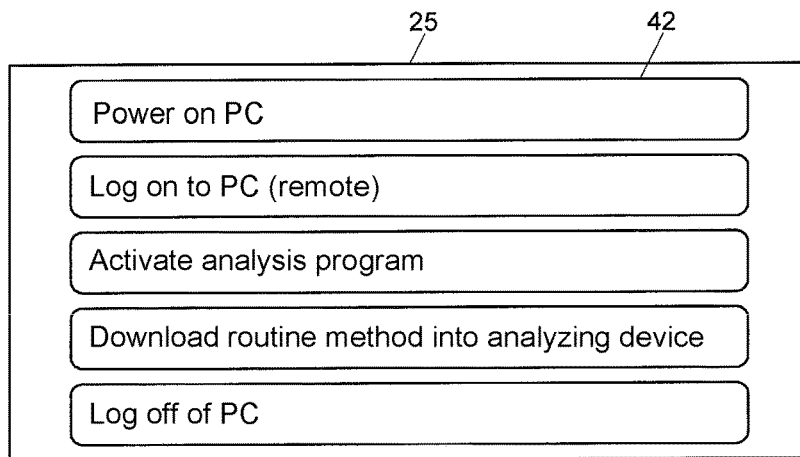 25 42
Power on PC
Log on to PC (remote)
Activate analysis program
Download routine method into analyzing device
Log off of PC